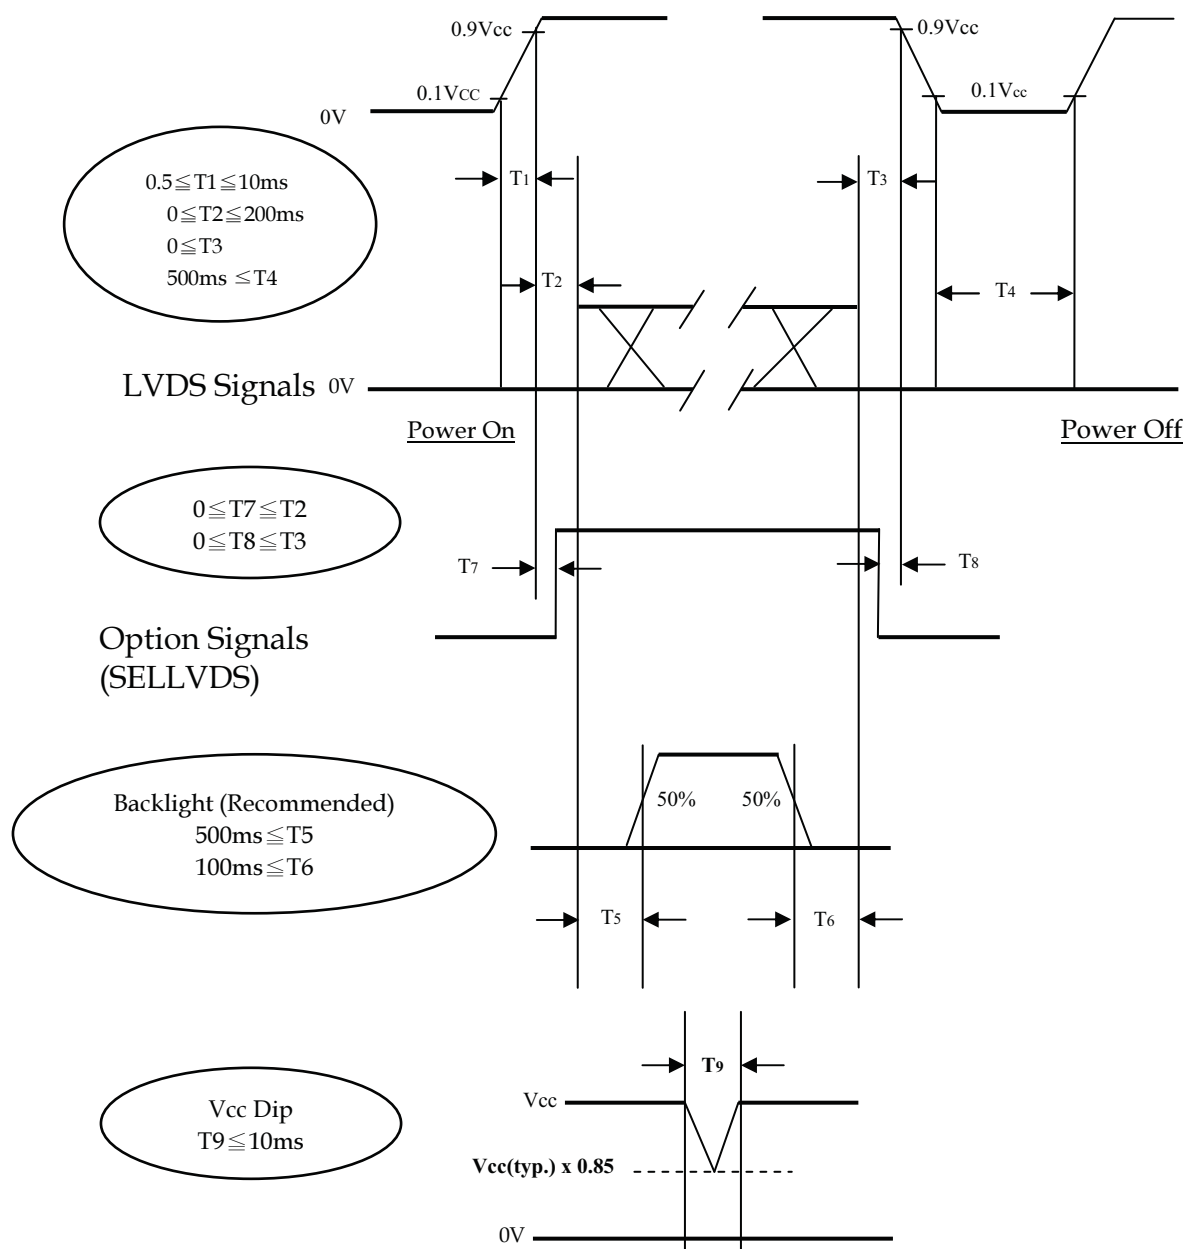 0.9Vcc
0.9Vcc
0.1VCC
0.1Vcc
0V
0.5≦T1≦10ms
0≦T2≦200ms
0≦T3
500ms ≤T4
T1
T3
T2
T4
LVDS Signals 0V
Power On
Power Off
0≦T7≦T2
0≦T8≦T3
T7
T8
Option Signals
(SELLVDS)
Backlight (Recommended)
500ms≦T5
100ms≦T6
50%
50%
T5
T6
T9
Vcc Dip
T9≦10ms
Vcc
Vcc(typ.) x 0.85
0V